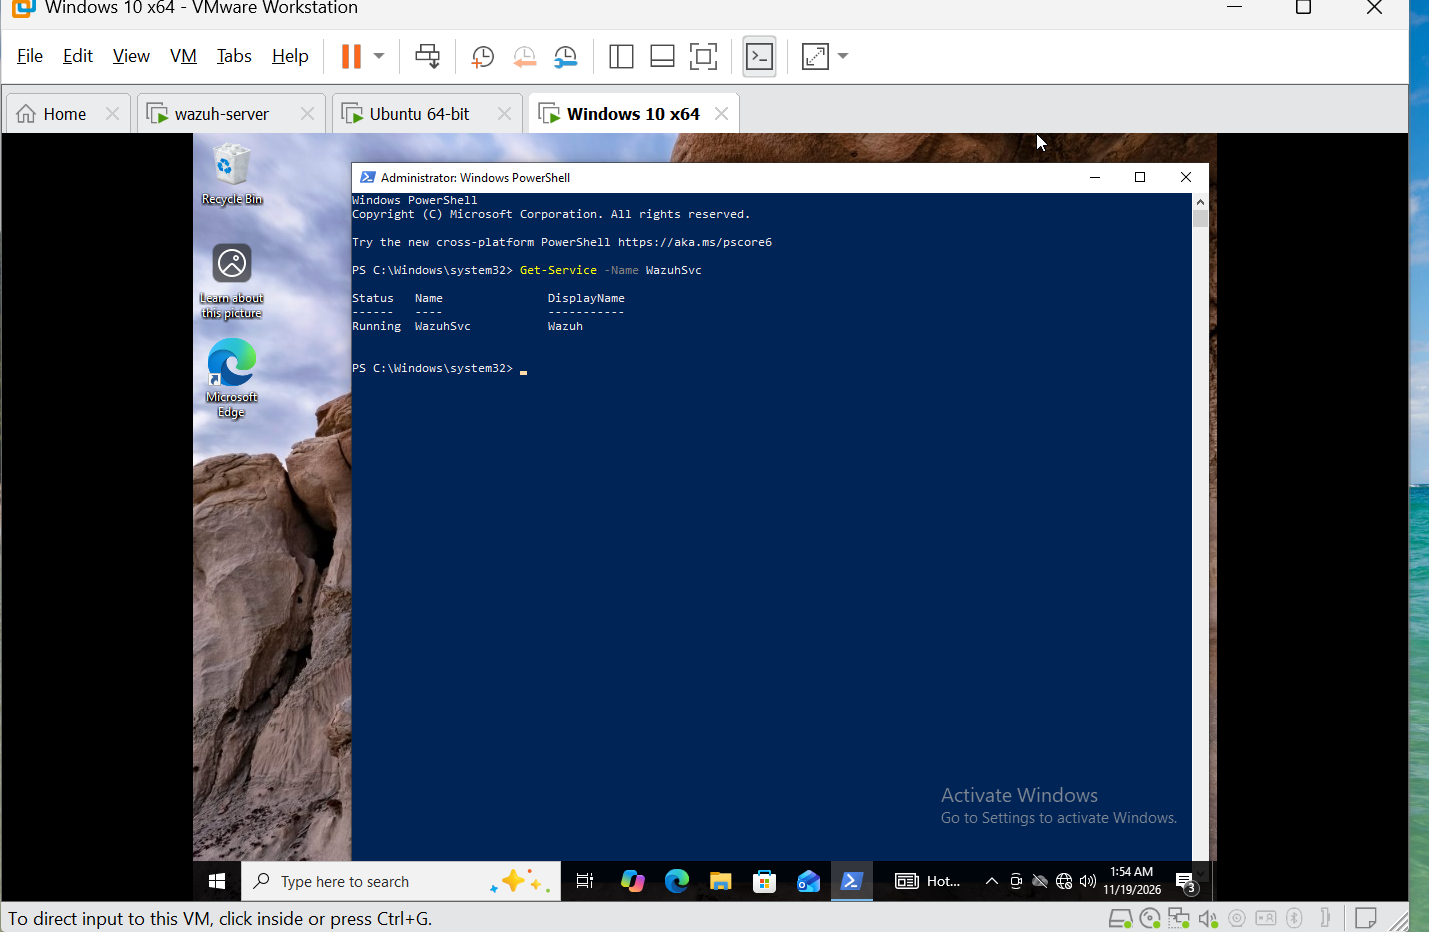 Windows 10 x64 - VMware Workstation
File Edit View VM Tabs Help
Home wazuh-server Ubuntu 64-bit Windows 10 x64
Recycle Bin
Learn about
this picture
Microsoft
Edge
Administrator: Windows PowerShell
Windows PowerShell
Copyright (C) Microsoft Corporation. All rights reserved.
Try the new cross-platform PowerShell https://aka.ms/pscore6
PS C:\Windows\system32> Get-Service -Name WazuhSvc
Status Name DisplayName
------ ---- -----------
Running WazuhSvc Wazuh
PS C:\Windows\system32>
Activate Windows
Go to Settings to activate Windows.
Type here to search
Hot...
1:54 AM
11/19/2026
3
To direct input to this VM, click inside or press Ctrl+G.